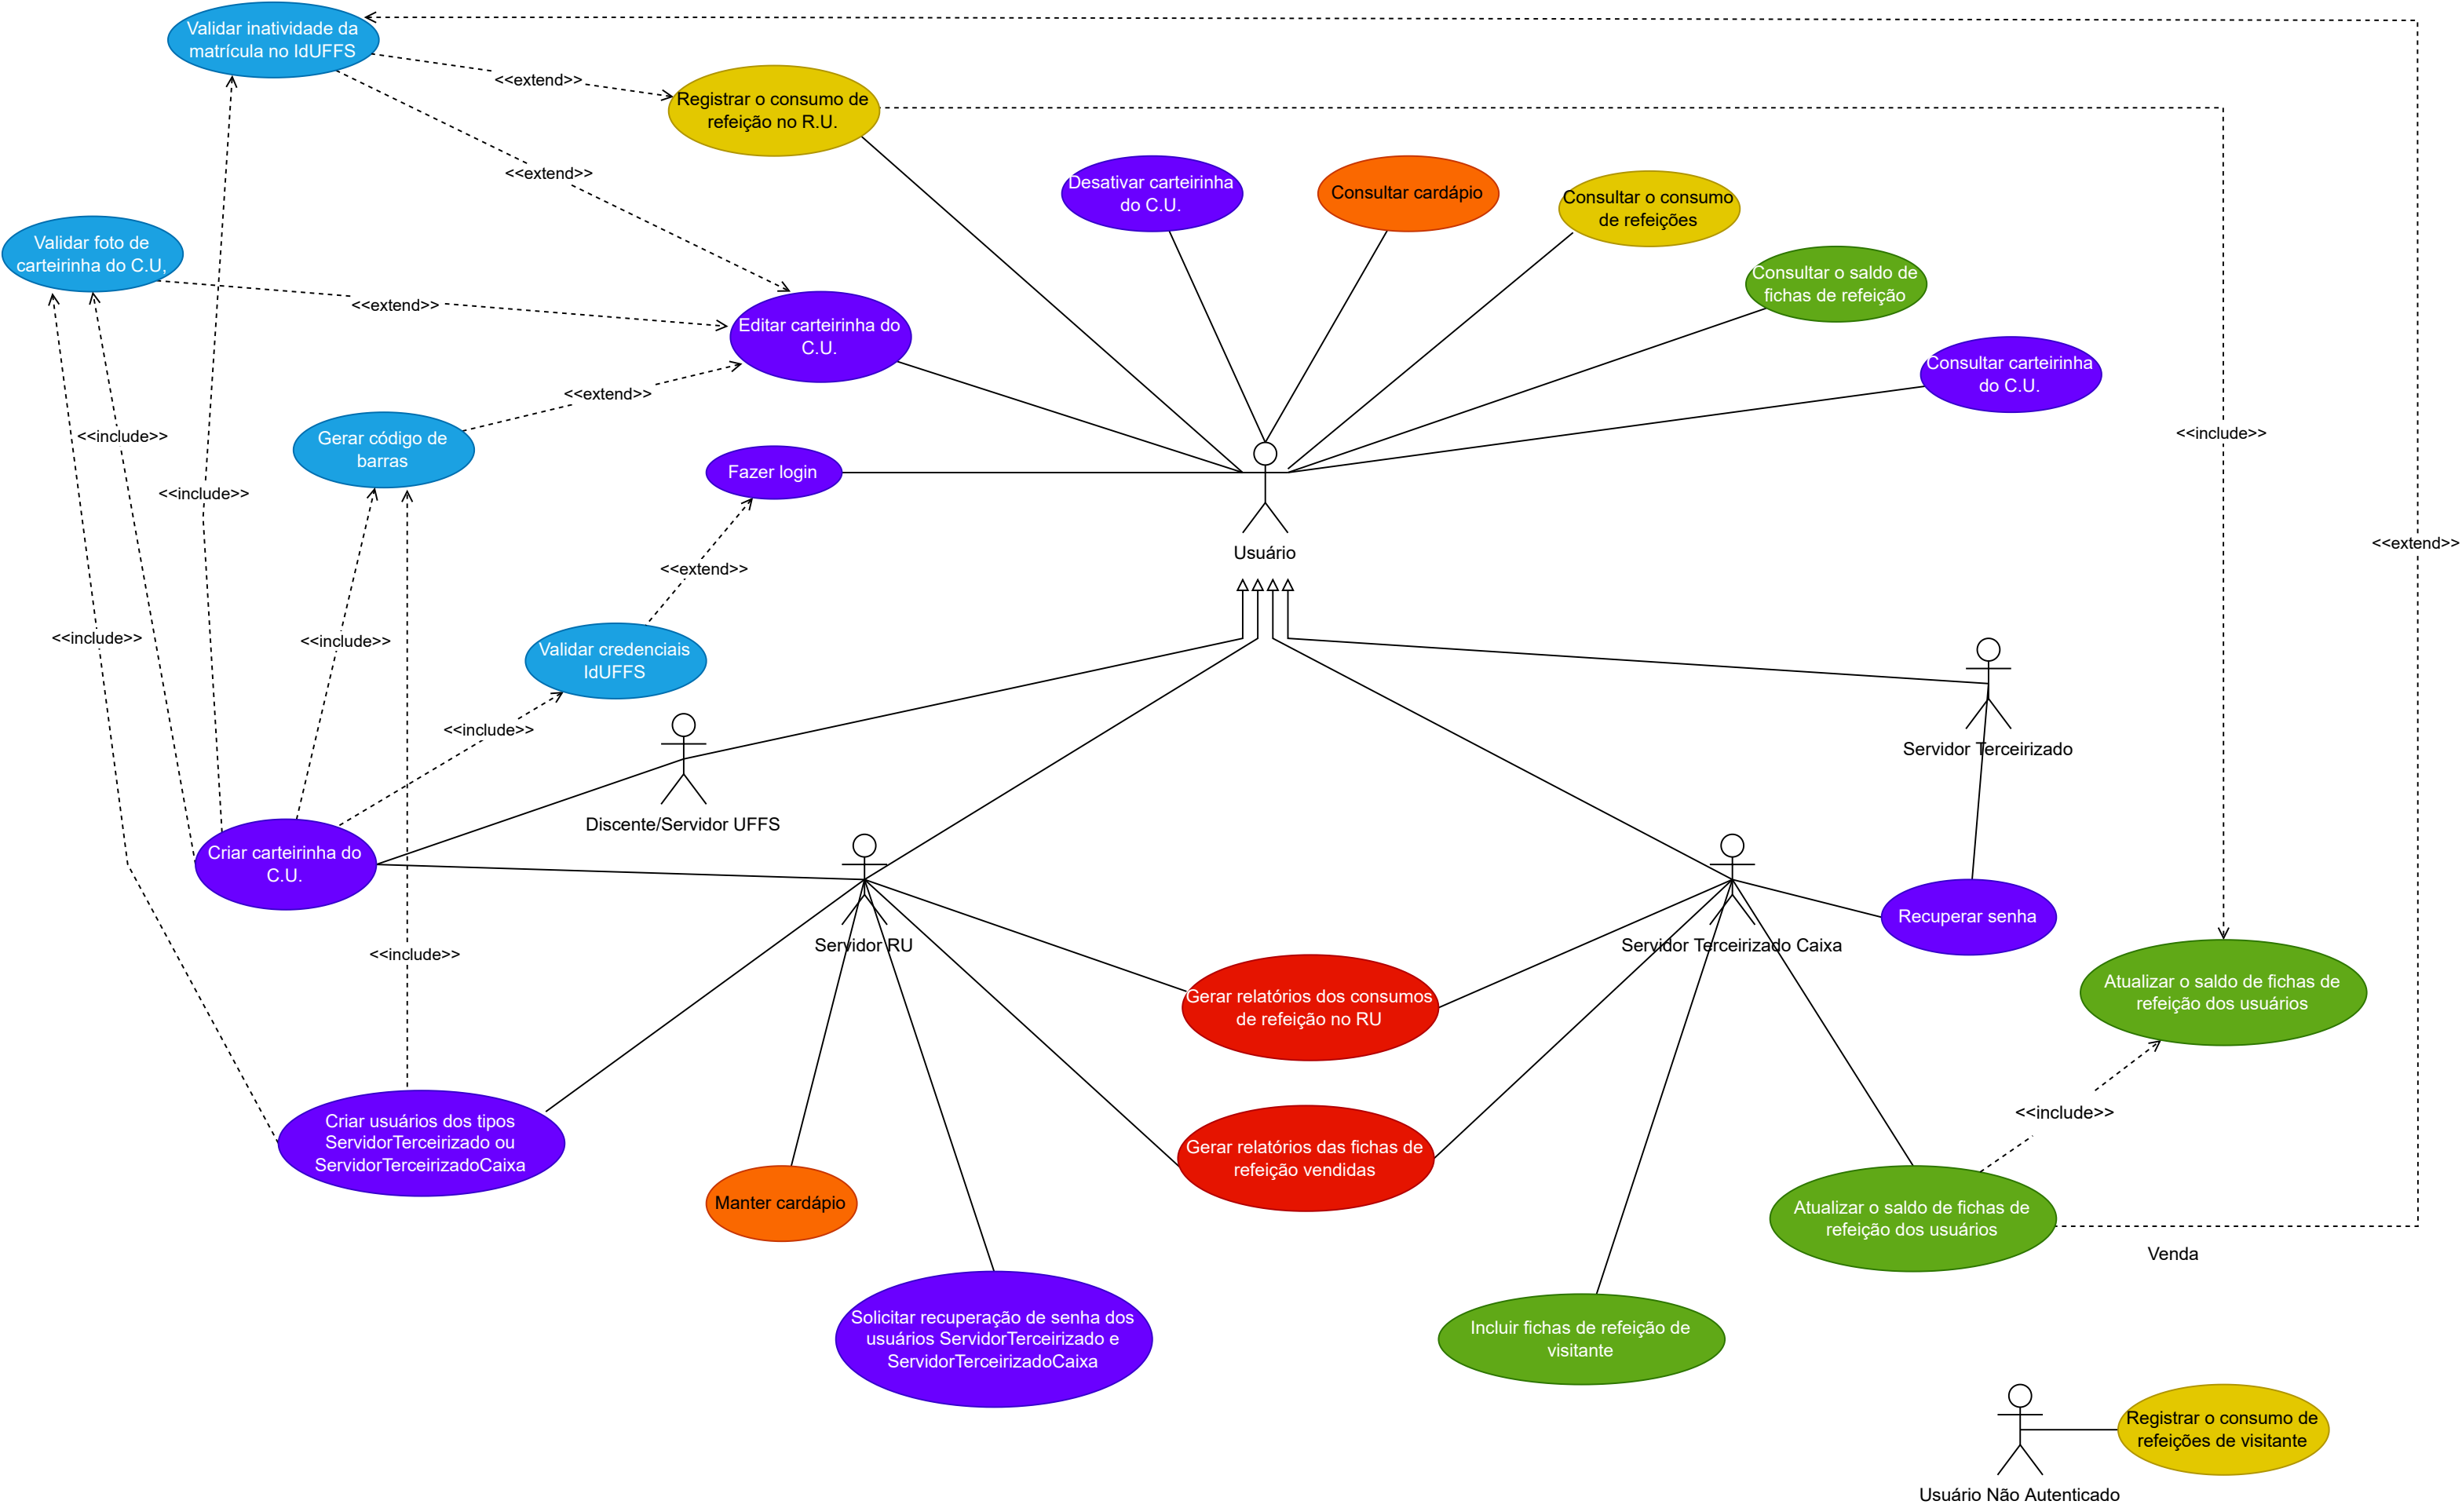 Validar inatividade da
matrícula no IdUFFS
<<extend>>
Registrar o consumo de
refeição no R.U.
<<extend>>
Desativar carteirinha
do C.U.
Consultar cardápio
Consultar o consumo
de refeições
Validar foto de
carteirinha do C.U,
Consultar o saldo de
fichas de refeição
<<extend>>
Editar carteirinha do
C.U.
Consultar carteirinha
do C.U.
<<extend>>
<<include>>
Gerar código de
barras
<<include>>
Fazer login
<<include>>
<<extend>>
Usuário
<<extend>>
<<include>>
<<include>>
Validar credenciais
IdUFFS
<<include>>
Servidor Terceirizado
Discente/Servidor UFFS
Criar carteirinha do
C.U.
Recuperar senha
Servidor RU
Servidor Terceirizado Caixa
<<include>>
Gerar relatórios dos consumos
de refeição no RU
Atualizar o saldo de fichas de
refeição dos usuários
<<include>>
Criar usuários dos tipos
ServidorTerceirizado ou
ServidorTerceirizadoCaixa
Gerar relatórios das fichas de
refeição vendidas
Manter cardápio
Atualizar o saldo de fichas de
refeição dos usuários
Venda
Solicitar recuperação de senha dos
usuários ServidorTerceirizado e
ServidorTerceirizadoCaixa
Incluir fichas de refeição de
visitante
Registrar o consumo de
refeições de visitante
Usuário Não Autenticado